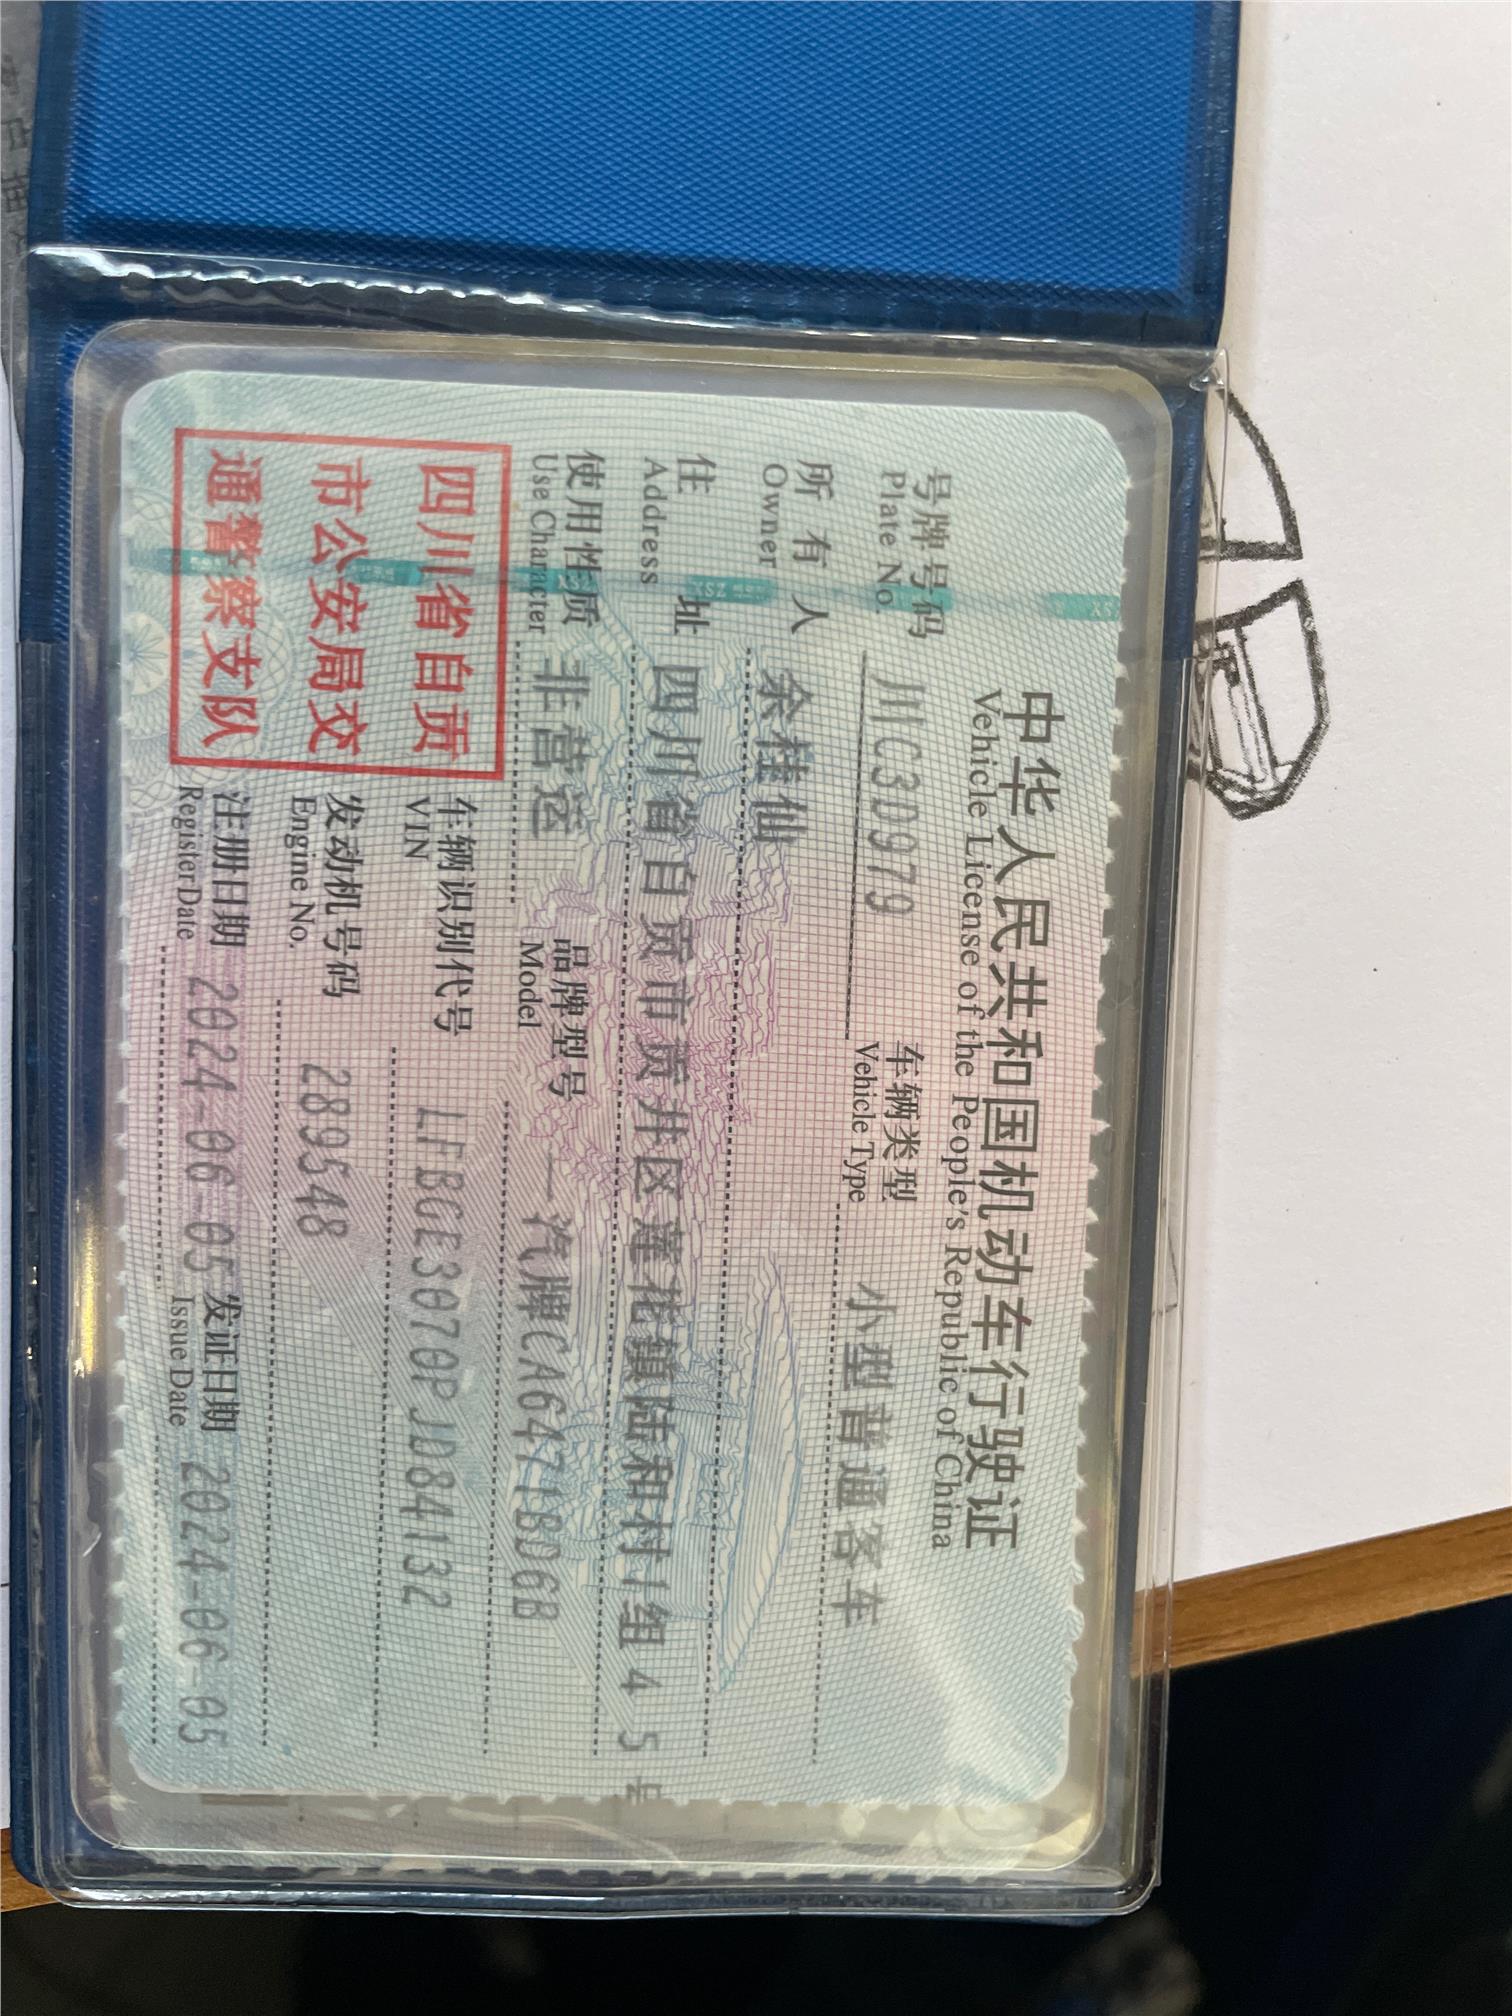 中华人民共和国机动车行驶证
Vehicle License of the People's Republic of China
号牌号码 川C3D979 车辆类型 小型普通客车
Plate No. Vehicle Type
所有人 余桂仙
Owner
住址 四川省自贡市贡井区莲花镇陆和村1组45号
Address
使用性质 非营运 品牌型号 一汽牌CA6471BD6B
Use Character Model
四川省自贡
市公安局交
通警察支队
车辆识别代号 LFBGE3070PJD84132
VIN
发动机号码 289548
Engine No.
注册日期 2024-06-05 发证日期 2024-06-05
Register Date Issue Date